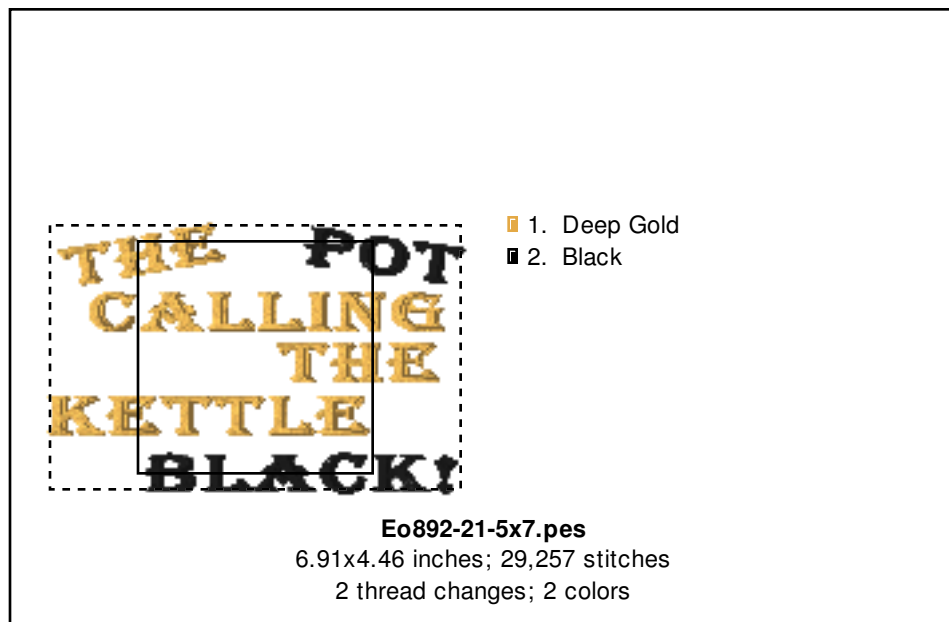 THE POT
CALLING
THE
KETTLE
BLACK!
1. Deep Gold
2. Black
Eo892-21-5x7.pes
6.91x4.46 inches; 29,257 stitches
2 thread changes; 2 colors